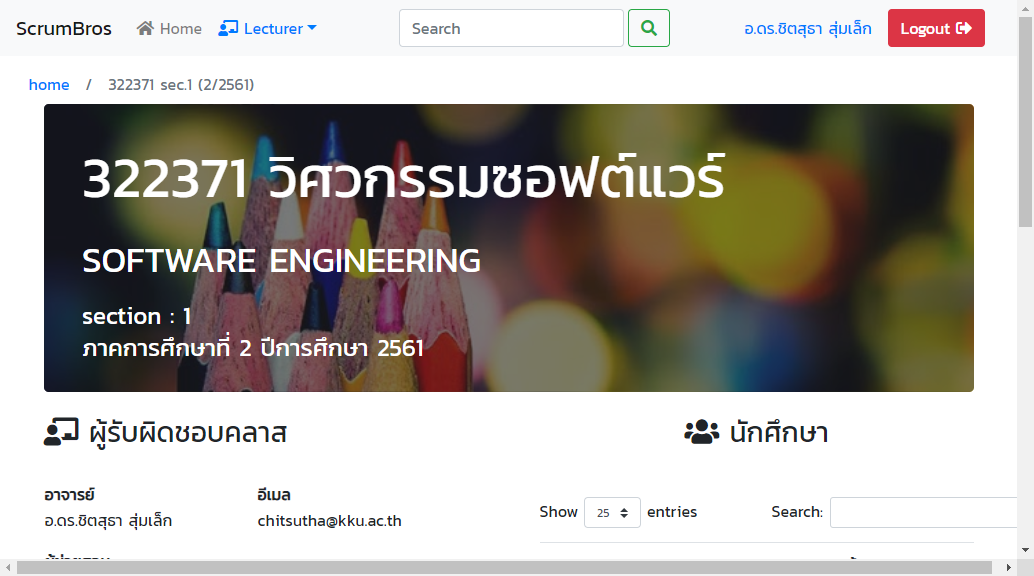 ScrumBros Home Lecturer Search อ.ดร.ชิตสุธา สุ่มเล็ก Logout
home / 322371 sec.1 (2/2561)
322371 วิศวกรรมซอฟต์แวร์
SOFTWARE ENGINEERING
section : 1
ภาคการศึกษาที่ 2 ปีการศึกษา 2561
ผู้รับผิดชอบคลาส
นักศึกษา
อาจารย์ อีเมล
อ.ดร.ชิตสุธา สุ่มเล็ก chitsutha@kku.ac.th
Show 25 entries Search: